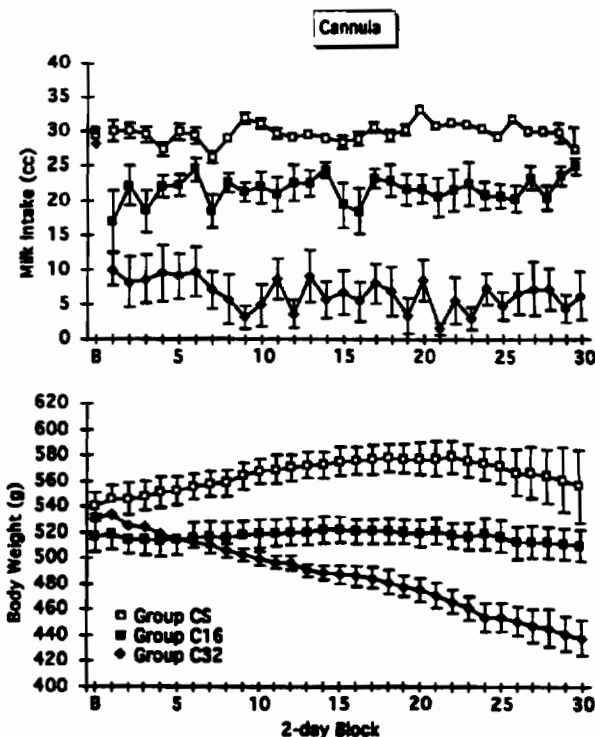 Cannula
Milk Intake (cc)
40
35
30
25
20
15
10
5
0
B 5 10 15 20 25 30
Body Weight (g)
620
600
580
560
540
520
500
480
460
440
420
400
Group CS
Group C16
Group C32
B 5 10 15 20 25 30
2-day Block